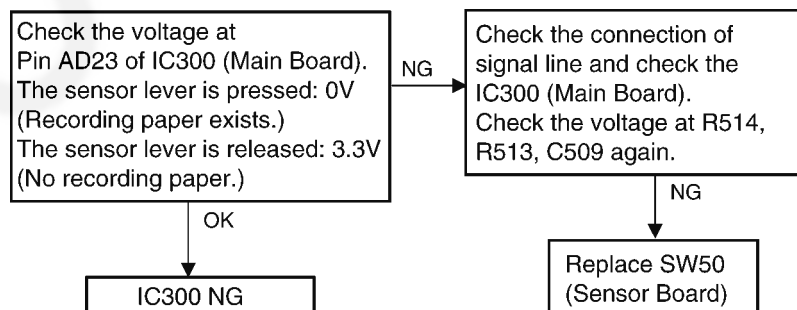 Check the voltage at
Pin AD23 of IC300 (Main Board).
The sensor lever is pressed: 0V
(Recording paper exists.)
The sensor lever is released: 3.3V
(No recording paper.)
NG
Check the connection of
signal line and check the
IC300 (Main Board).
Check the voltage at R514,
R513, C509 again.
OK
NG
IC300 NG
Replace SW50
(Sensor Board)